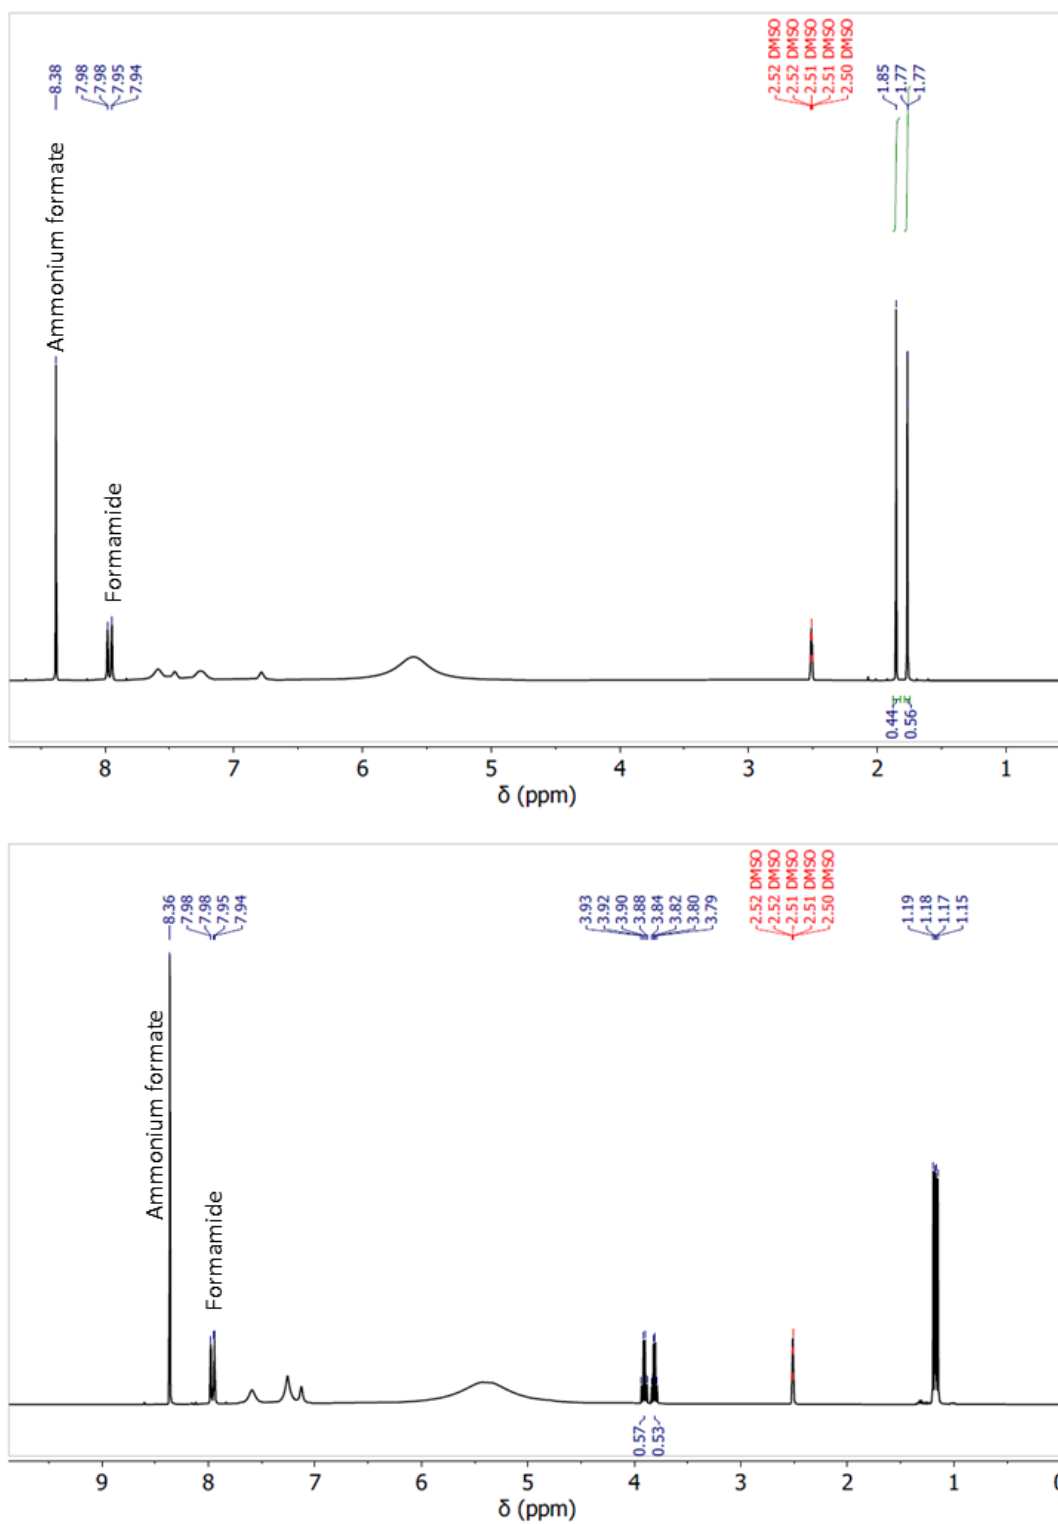 8.38
7.98
7.98
7.95
7.94
2.52 DMSO
2.52 DMSO
2.51 DMSO
2.51 DMSO
2.50 DMSO
1.85
1.77
1.77
Ammonium formate
Formamide
0.44
0.56
8 7 6 5 4 3 2 1
δ (ppm)
8.36
7.98
7.98
7.95
7.94
3.93
3.92
3.90
3.88
3.84
3.82
3.80
3.79
2.52 DMSO
2.52 DMSO
2.51 DMSO
2.51 DMSO
2.50 DMSO
1.19
1.18
1.17
1.15
Ammonium formate
Formamide
0.57
0.53
9 8 7 6 5 4 3 2 1 0
δ (ppm)